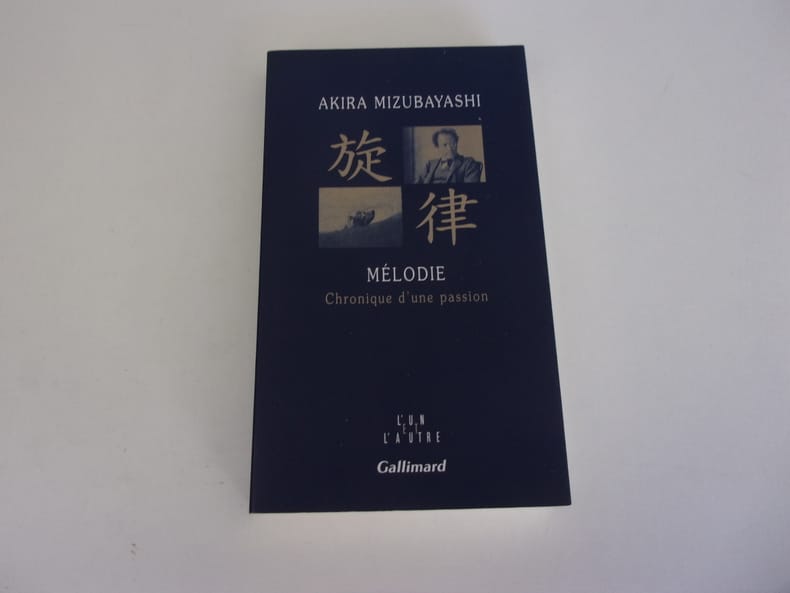 AKIRA MIZUBAYASHI
旋
律
MÉLODIE
Chronique d'une passion
L'UN
ET
L'AUTRE
Gallimard